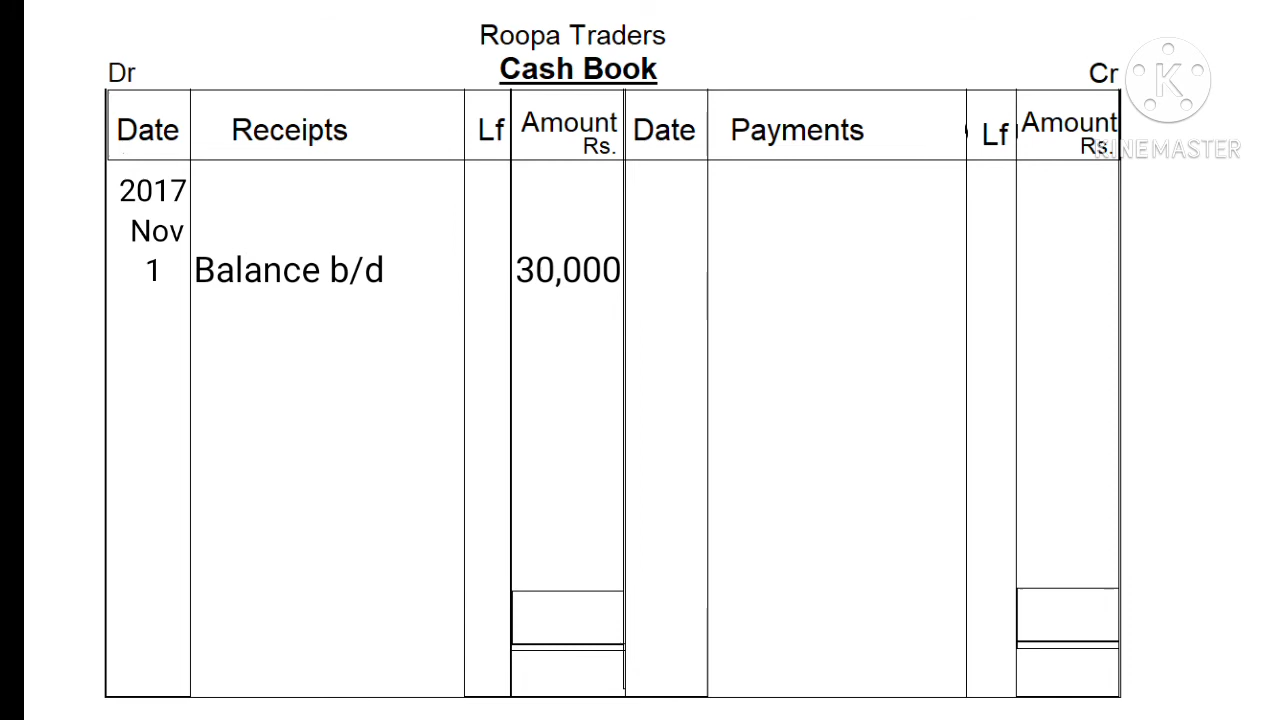 Roopa Traders
Dr Cash Book Cr
Date Receipts Lf Amount Rs. Date Payments Lf Amount Rs.
2017
Nov
1 Balance b/d 30,000
K
KINEMASTER